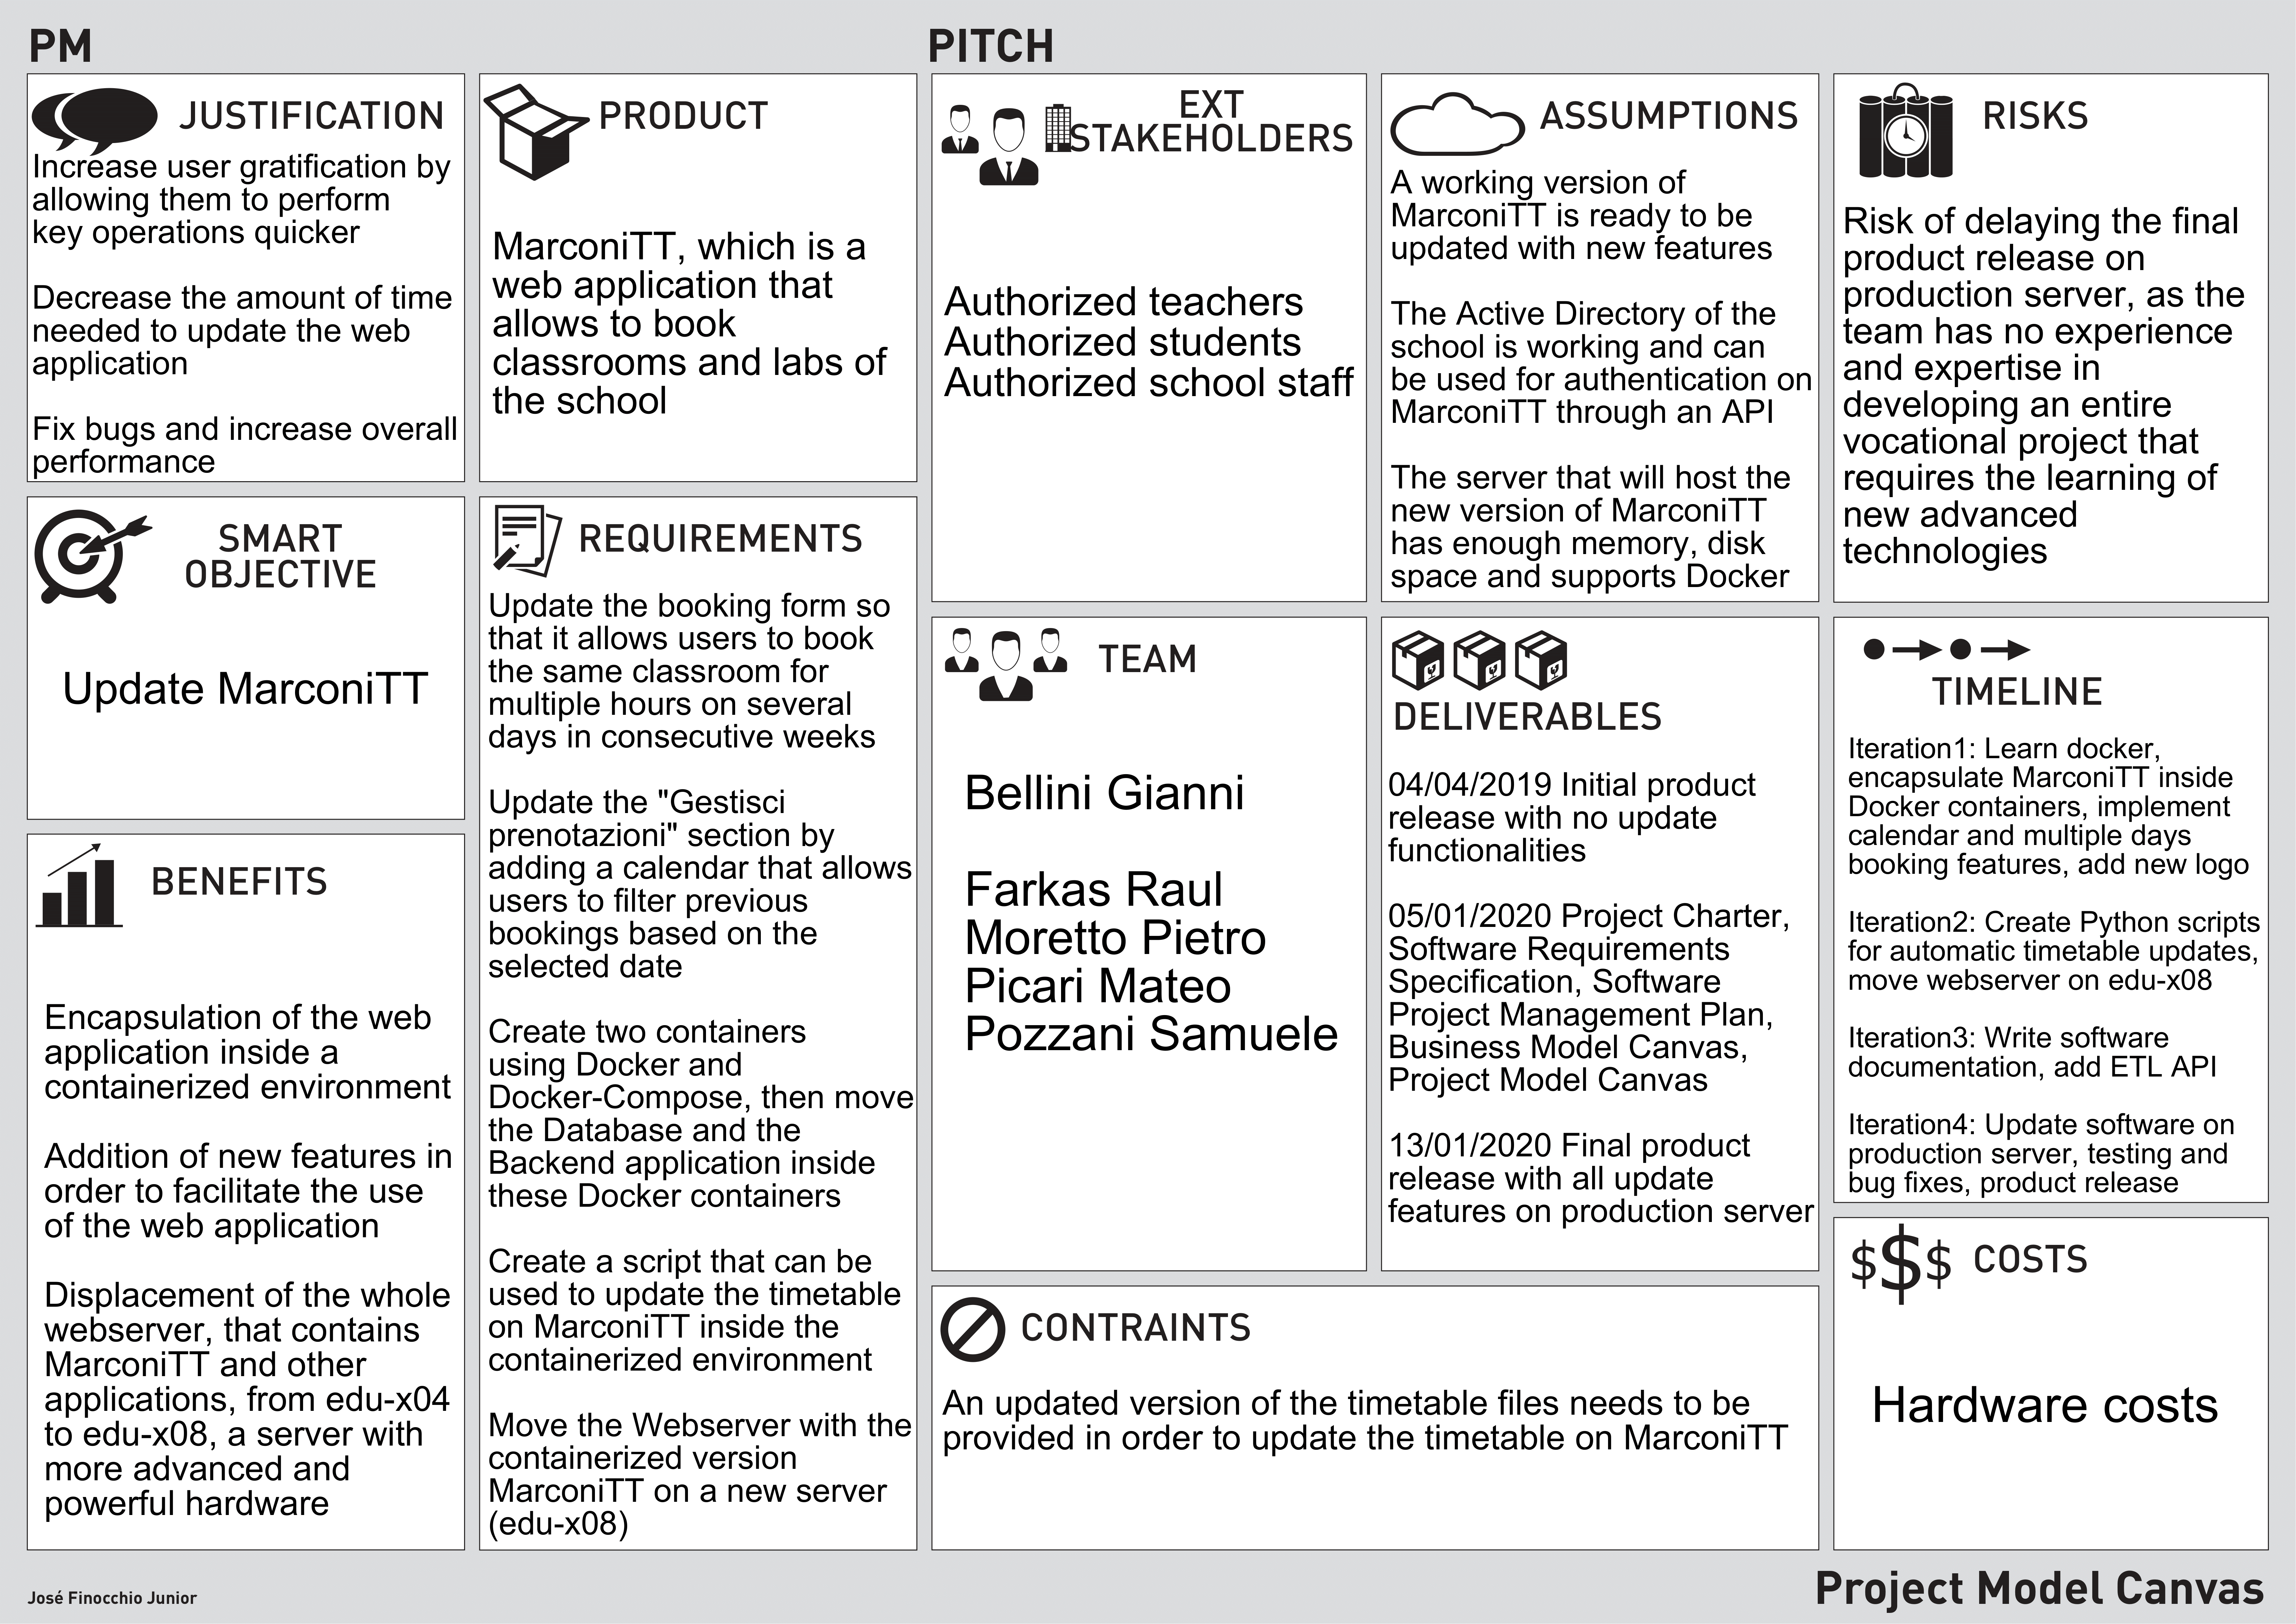 PM
PITCH
JUSTIFICATION
Increase user gratification by
allowing them to perform
key operations quicker
Decrease the amount of time
needed to update the web
application
Fix bugs and increase overall
performance
PRODUCT
MarconiTT, which is a
web application that
allows to book
classrooms and labs of
the school
EXT
STAKEHOLDERS
Authorized teachers
Authorized students
Authorized school staff
ASSUMPTIONS
A working version of
MarconiTT is ready to be
updated with new features
The Active Directory of the
school is working and can
be used for authentication on
MarconiTT through an API
The server that will host the
new version of MarconiTT
has enough memory, disk
space and supports Docker
RISKS
Risk of delaying the final
product release on
production server, as the
team has no experience
and expertise in
developing an entire
vocational project that
requires the learning of
new advanced
technologies
SMART
OBJECTIVE
Update MarconiTT
REQUIREMENTS
Update the booking form so
that it allows users to book
the same classroom for
multiple hours on several
days in consecutive weeks
Update the "Gestisci
prenotazioni" section by
adding a calendar that allows
users to filter previous
bookings based on the
selected date
Create two containers
using Docker and
Docker-Compose, then move
the Database and the
Backend application inside
these Docker containers
Create a script that can be
used to update the timetable
on MarconiTT inside the
containerized environment
Move the Webserver with the
containerized version
MarconiTT on a new server
(edu-x08)
TEAM
Bellini Gianni
Farkas Raul
Moretto Pietro
Picari Mateo
Pozzani Samuele
DELIVERABLES
04/04/2019 Initial product
release with no update
functionalities
05/01/2020 Project Charter,
Software Requirements
Specification, Software
Project Management Plan,
Business Model Canvas,
Project Model Canvas
13/01/2020 Final product
release with all update
features on production server
TIMELINE
Iteration1: Learn docker,
encapsulate MarconiTT inside
Docker containers, implement
calendar and multiple days
booking features, add new logo
Iteration2: Create Python scripts
for automatic timetable updates,
move webserver on edu-x08
Iteration3: Write software
documentation, add ETL API
Iteration4: Update software on
production server, testing and
bug fixes, product release
BENEFITS
Encapsulation of the web
application inside a
containerized environment
Addition of new features in
order to facilitate the use
of the web application
Displacement of the whole
webserver, that contains
MarconiTT and other
applications, from edu-x04
to edu-x08, a server with
more advanced and
powerful hardware
CONTRAINTS
An updated version of the timetable files needs to be
provided in order to update the timetable on MarconiTT
$$$ COSTS
Hardware costs
José Finocchio Junior
Project Model Canvas